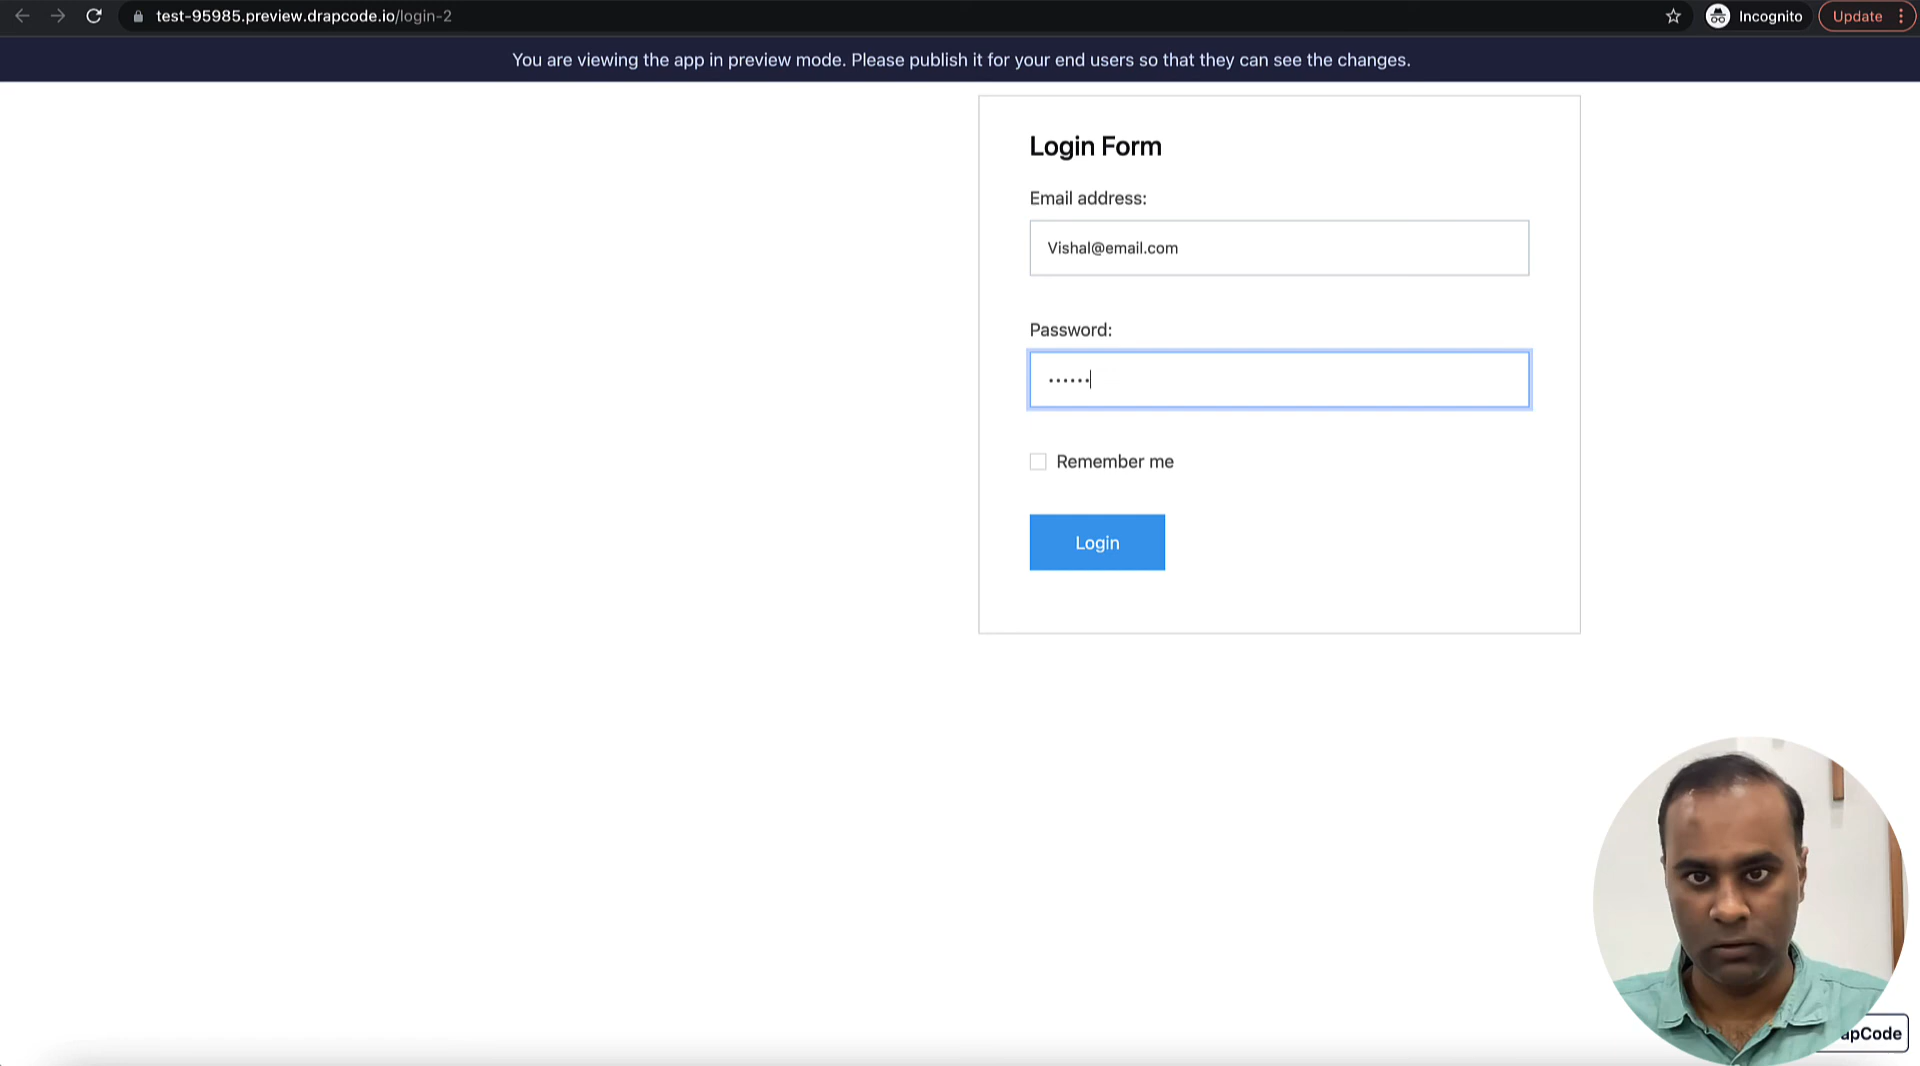 test-95985.preview.drapcode.io/login-2
Incognito
Update
You are viewing the app in preview mode. Please publish it for your end users so that they can see the changes.
Login Form
Email address:
Vishal@email.com
Password:
••••••
Remember me
Login
apCode